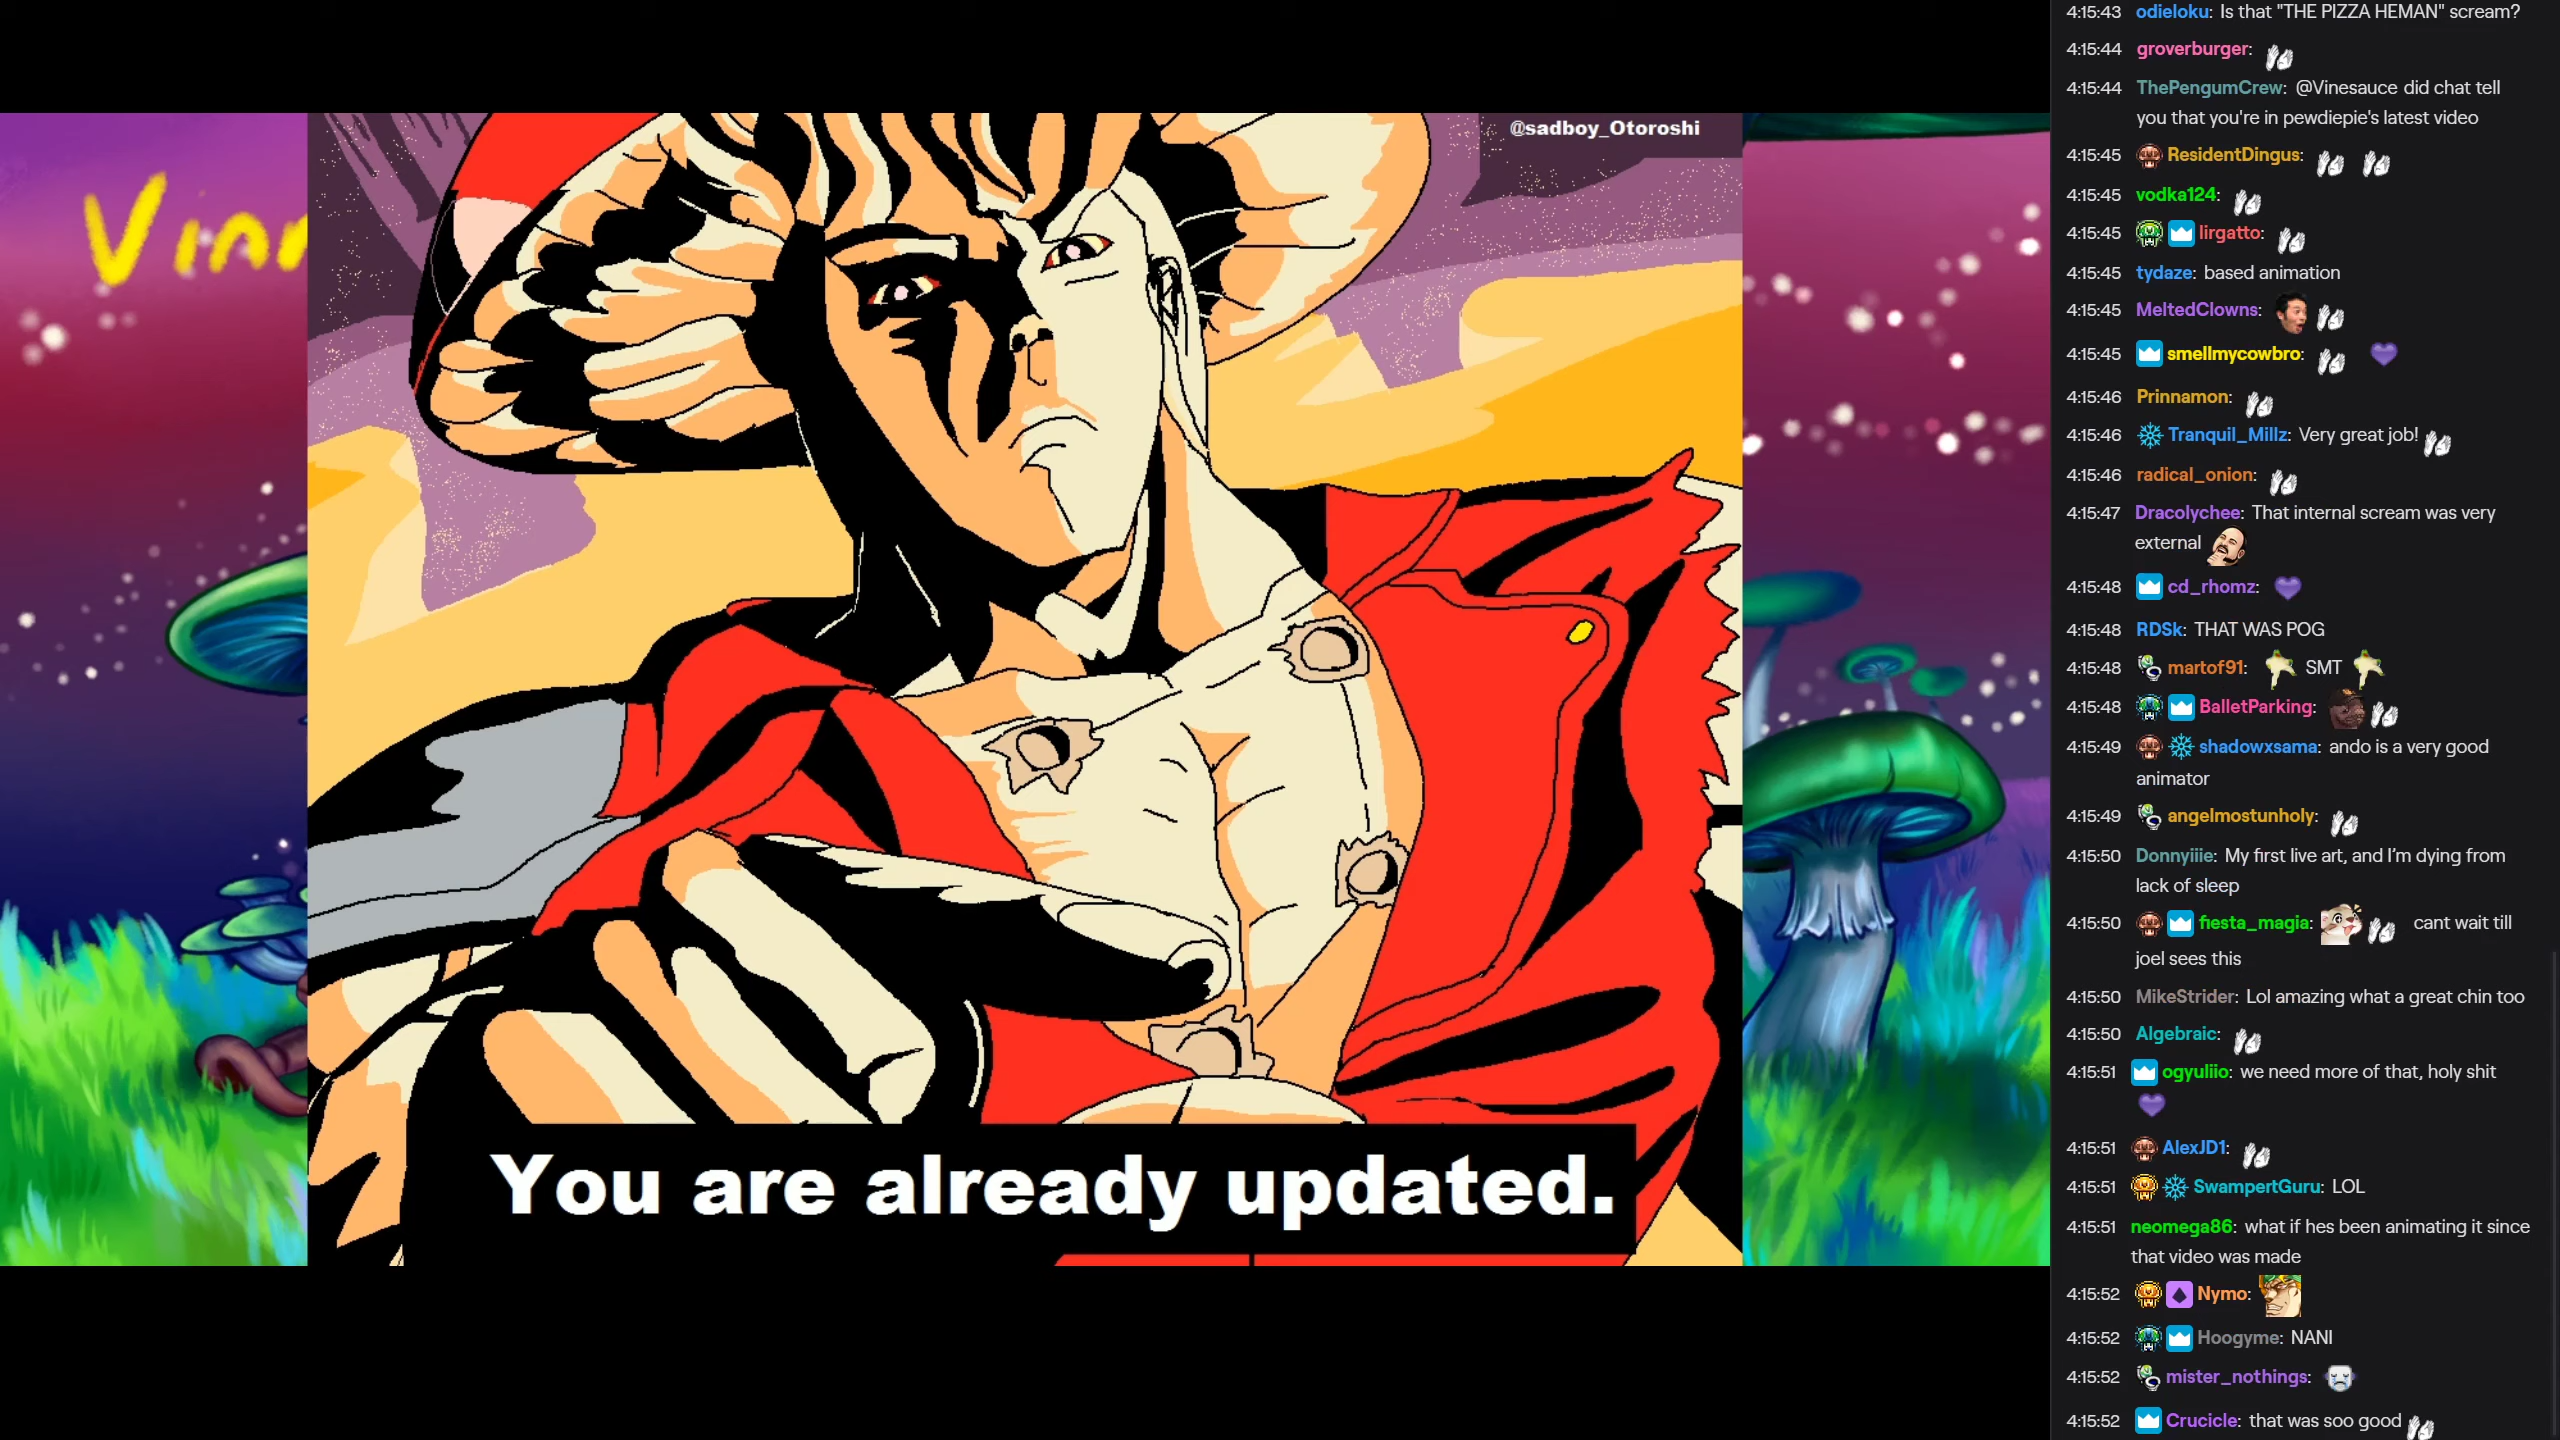 Vinn
@sadboy_Otoroshi
You are already updated.
4:15:43 odieloku: Is that "THE PIZZA HEMAN" scream?
4:15:44 groverburger:
4:15:44 ThePengumCrew: @Vinesauce did chat tell
you that you're in pewdiepie's latest video
4:15:45 ResidentDingus:
4:15:45 vodka124:
4:15:45 lirgatto:
4:15:45 tydaze: based animation
4:15:45 MeltedClowns:
4:15:45 smellmycowbro:
4:15:46 Prinnamon:
4:15:46 Tranquil_Millz: Very great job!
4:15:46 radical_onion:
4:15:47 Dracolychee: That internal scream was very
external
4:15:48 cd_rhomz:
4:15:48 RDSk: THAT WAS POG
4:15:48 martof91: SMT
4:15:48 BalletParking:
4:15:49 shadowxsama: ando is a very good
animator
4:15:49 angelmostunholy:
4:15:50 Donnyiiie: My first live art, and I'm dying from
lack of sleep
4:15:50 fiesta_magia: cant wait till
joel sees this
4:15:50 MikeStrider: Lol amazing what a great chin too
4:15:50 Algebraic:
4:15:51 ogyuliio: we need more of that, holy shit
4:15:51 AlexJD1:
4:15:51 SwampertGuru: LOL
4:15:51 neomega86: what if hes been animating it since
that video was made
4:15:52 Nymo:
4:15:52 Hoogyme: NANI
4:15:52 mister_nothings:
4:15:52 Crucicle: that was soo good